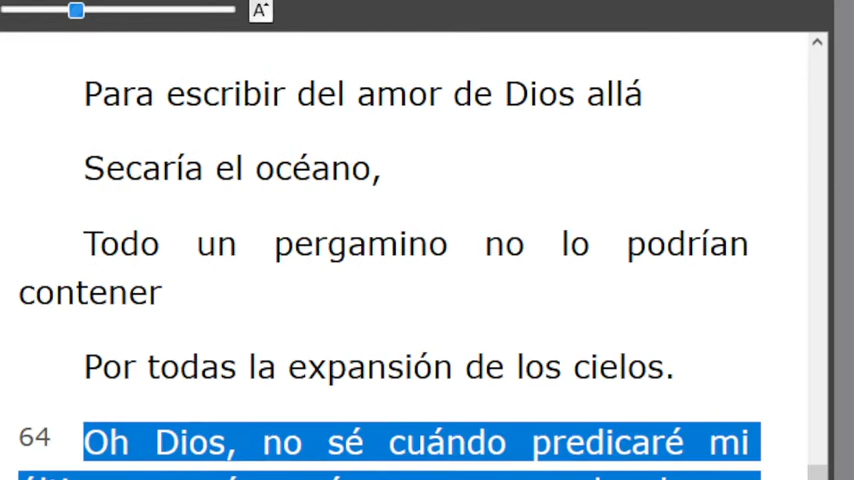 A
Para escribir del amor de Dios allá
Secaría el océano,
Todo un pergamino no lo podrían
contener
Por todas la expansión de los cielos.
64 Oh Dios, no sé cuándo predicaré mi